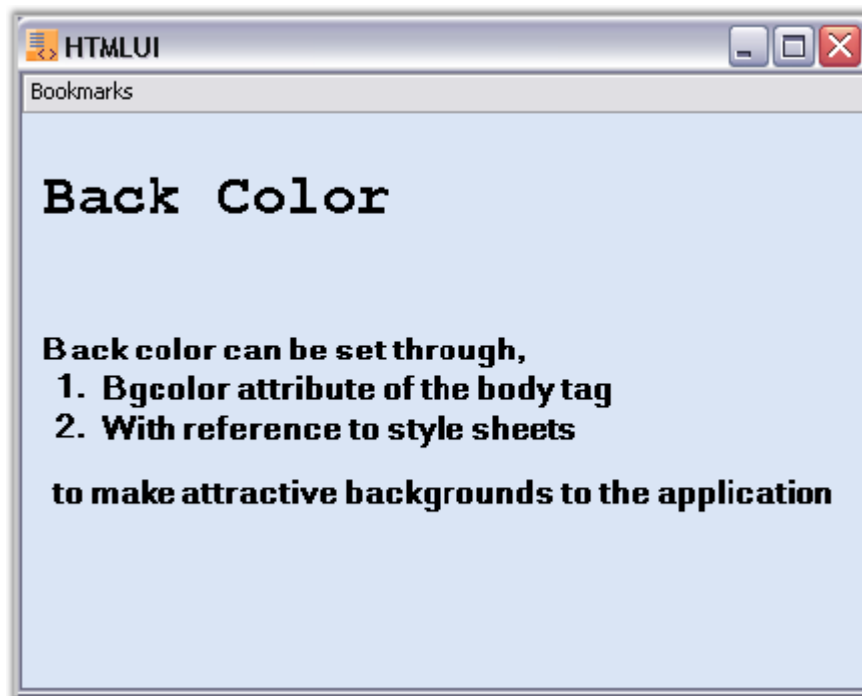 HTMLUI
Bookmarks
Back Color
Back color can be set through,
1. Bgcolor attribute of the body tag
2. With reference to style sheets
to make attractive backgrounds to the application